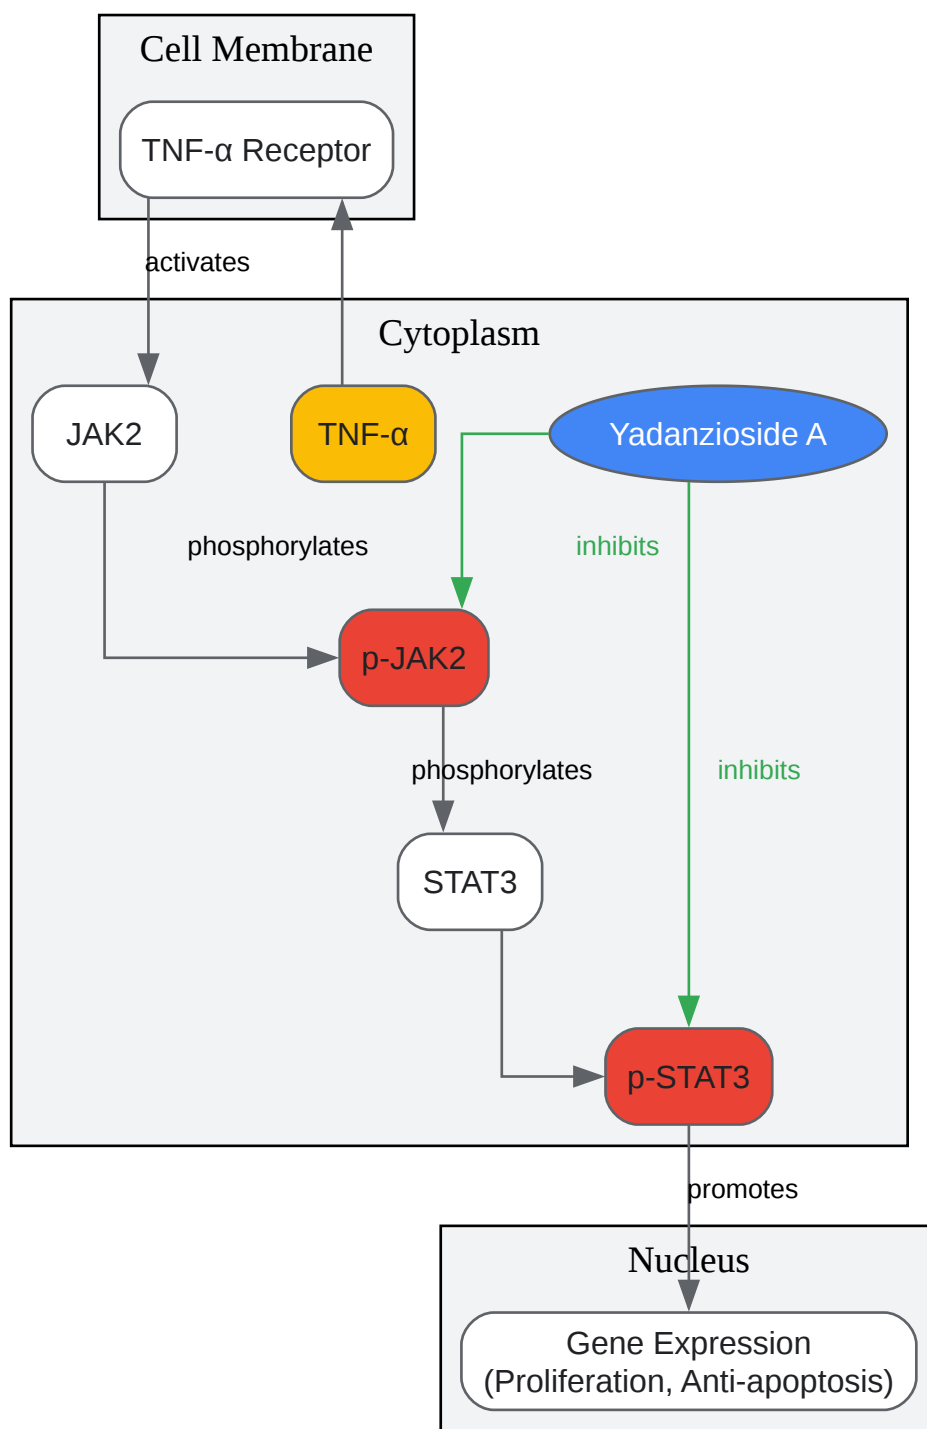 Cell Membrane
TNF-α Receptor
activates
Cytoplasm
JAK2
TNF-α
Yadanzioside A
phosphorylates
inhibits
p-JAK2
phosphorylates
inhibits
STAT3
p-STAT3
promotes
Nucleus
Gene Expression
(Proliferation, Anti-apoptosis)